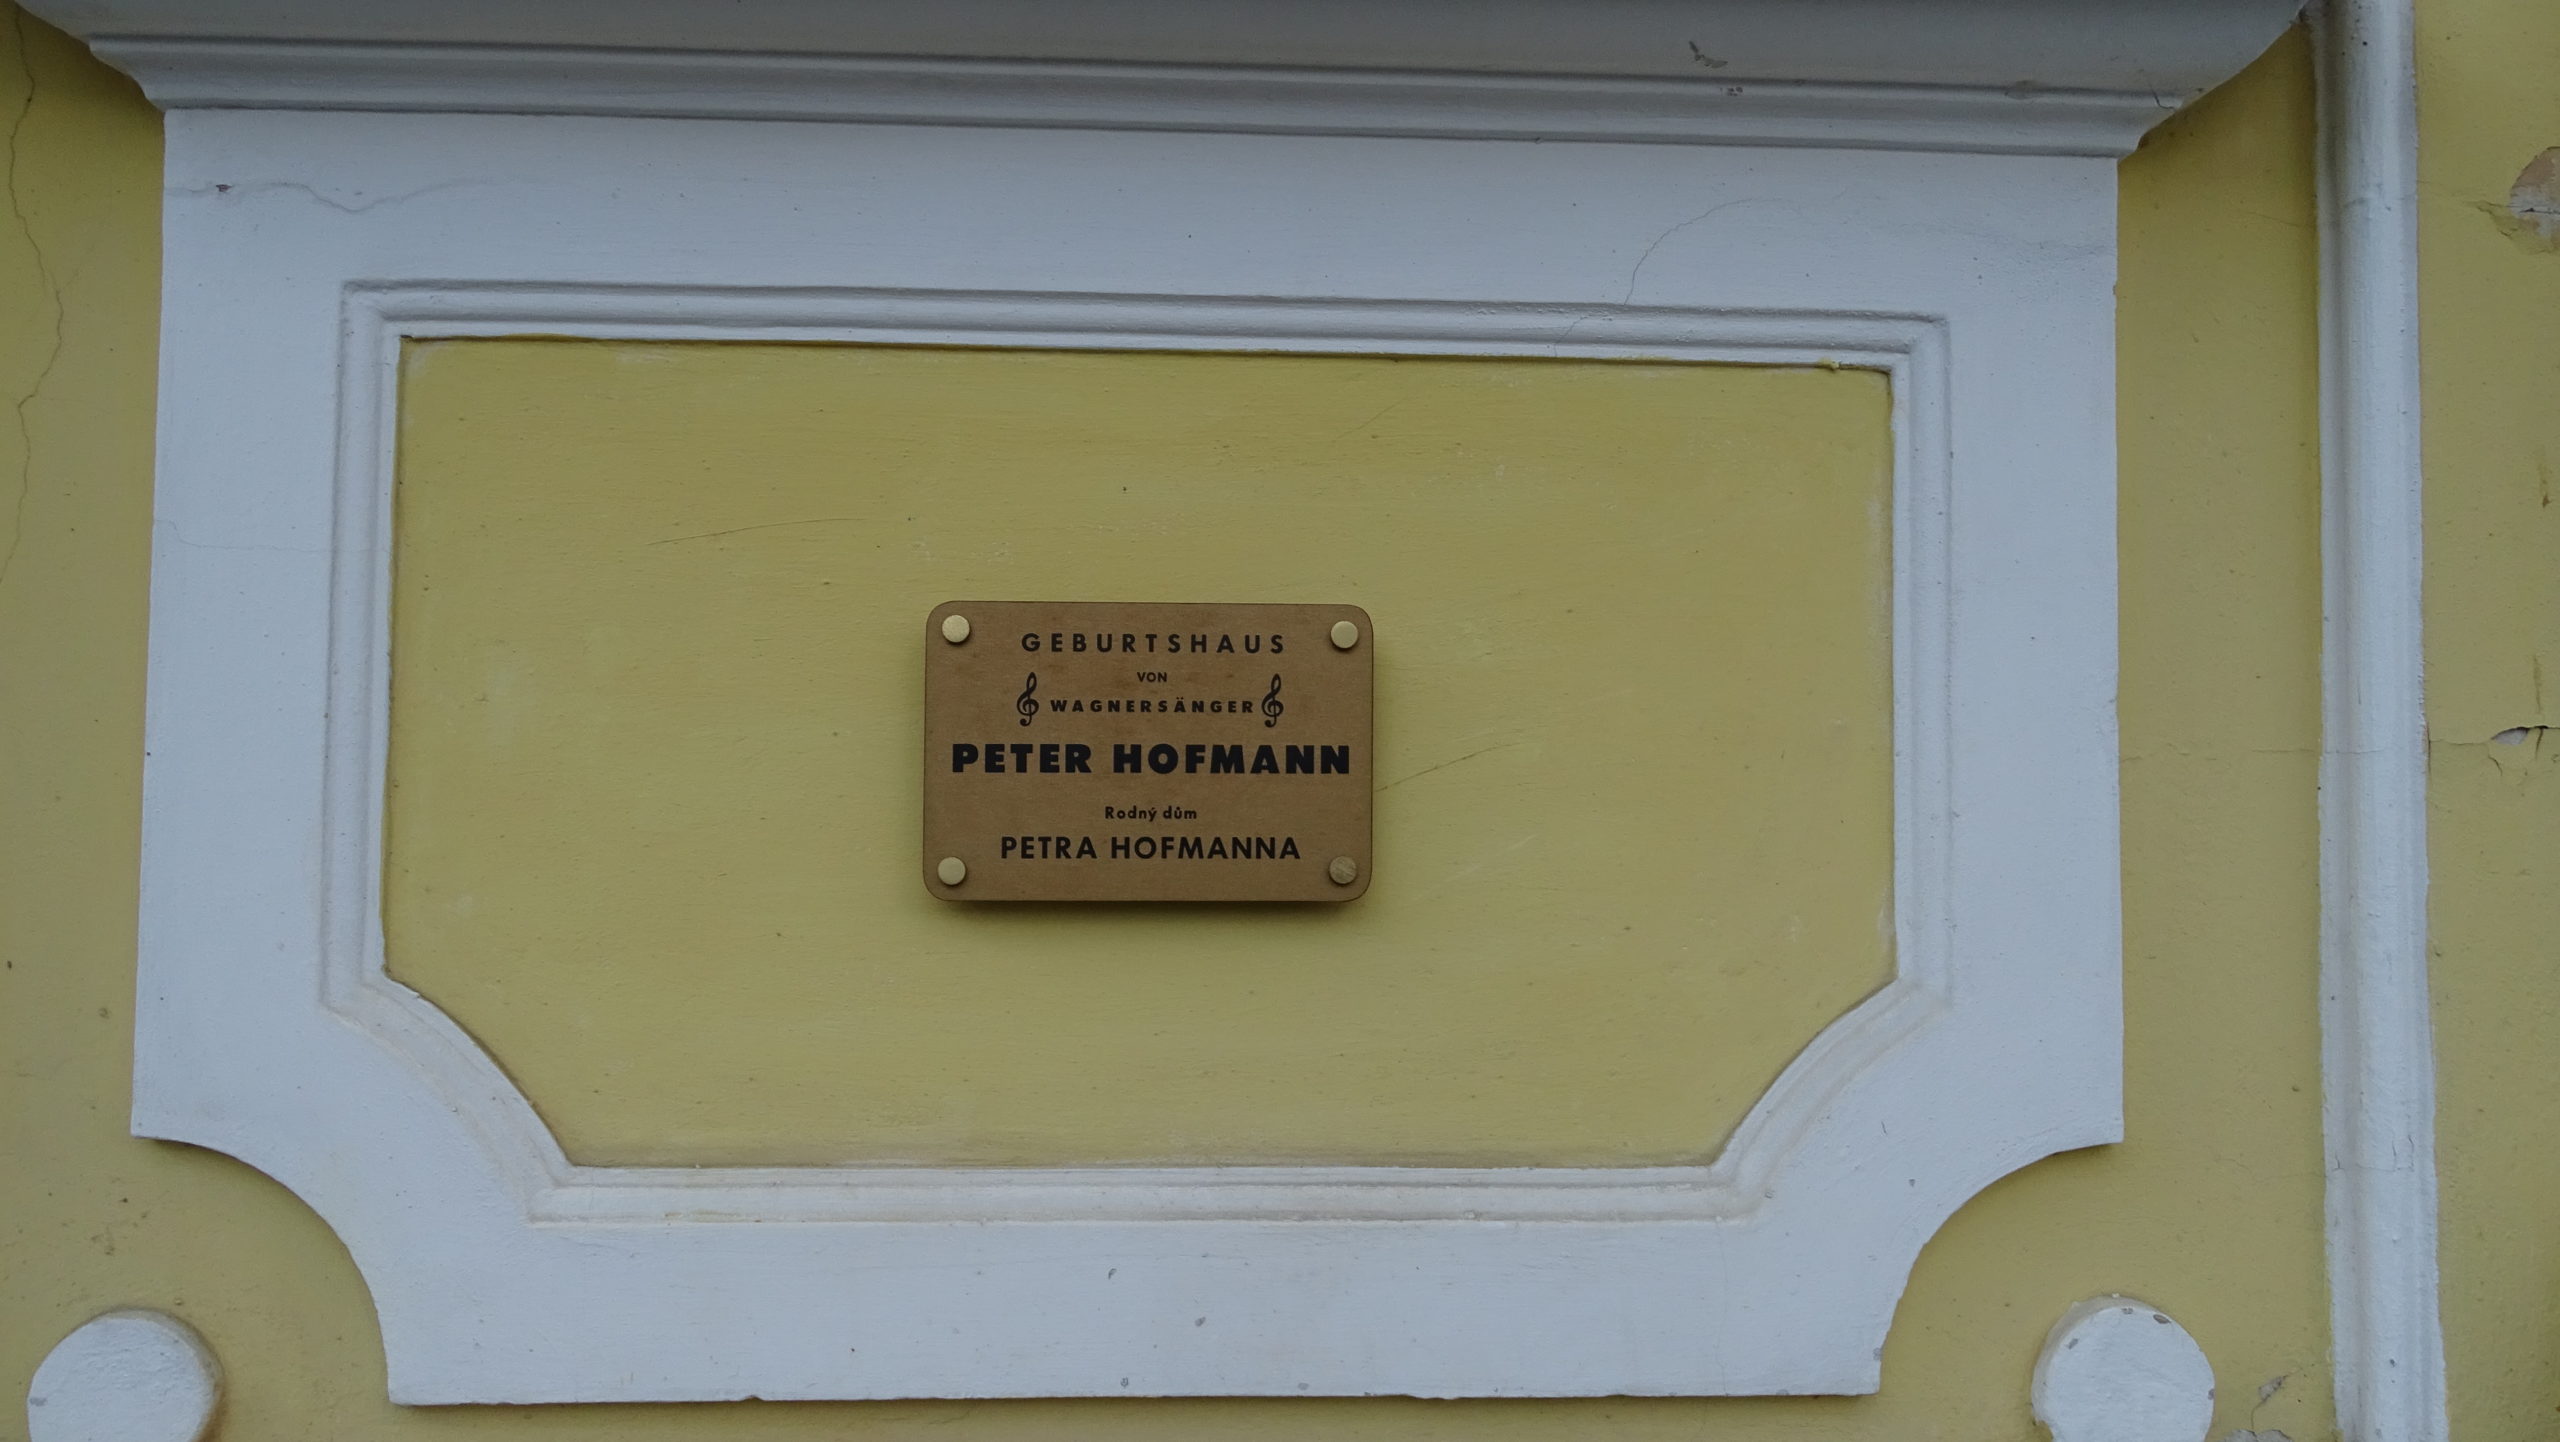 GEBURTSHAUS
VON
WAGNERSÄNGER
PETER HOFMANN
Rodný dům
PETRA HOFMANNA